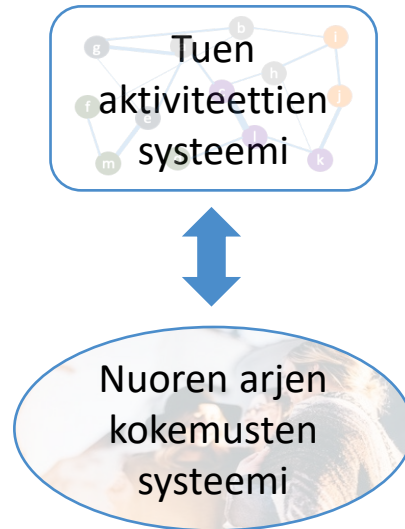 b
l
g
Tuen
h
aktiviteettien
j
f
e
systeemi
l
m
k
Nuoren arjen
kokemusten
systeemi